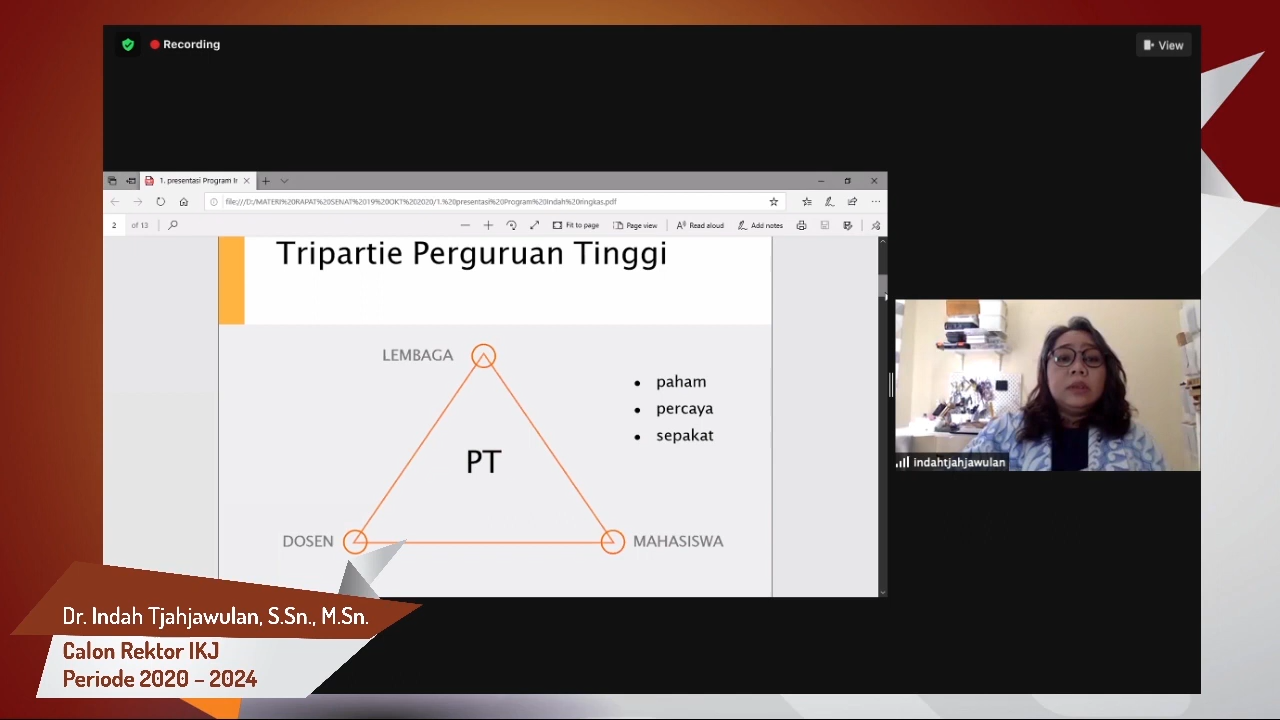 Recording
View
1. presentasi Program Ir
file:///D:/MATERI%20RAPAT%20SENAT%2019%20OKT%202020/1.%20presentasi%20Program%20Indah%20ringkas.pdf
2 of 13
Fit to page
Page view
Read aloud
Add notes
Tripartie Perguruan Tinggi
LEMBAGA
paham
percaya
sepakat
PT
DOSEN
MAHASISWA
indahtjahjawulan
Dr. Indah Tjahjawulan, S.Sn., M.Sn.
Calon Rektor IKJ
Periode 2020 – 2024